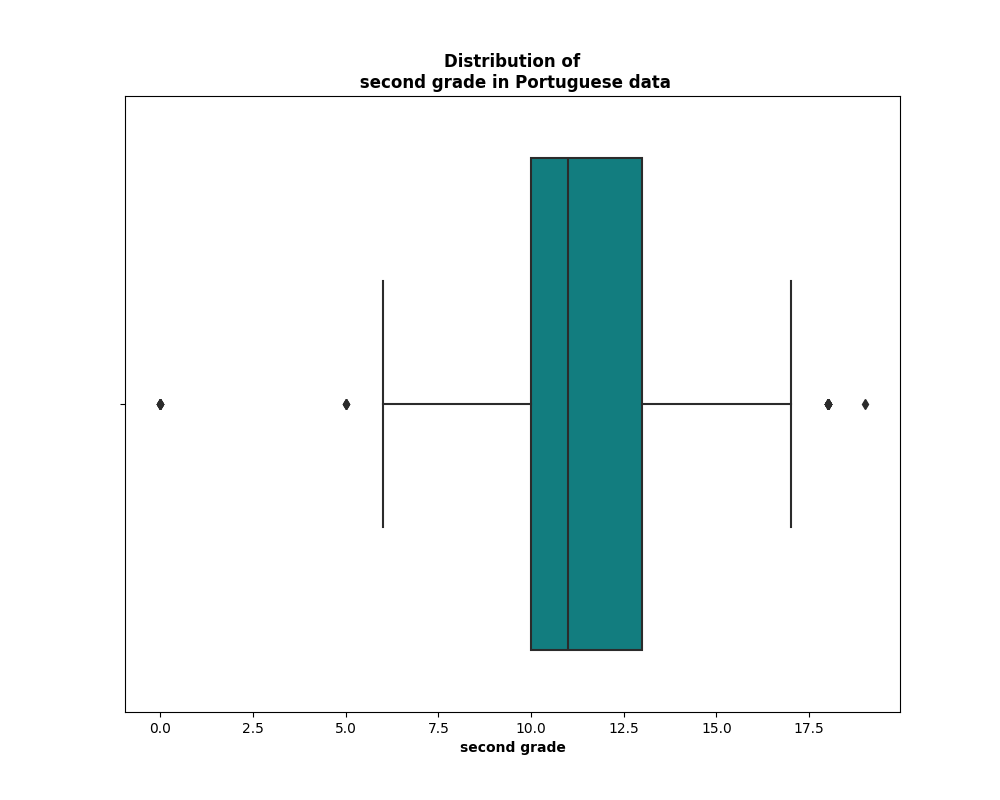 Distribution of
second grade in Portuguese data
0.0 2.5 5.0 7.5 10.0 12.5 15.0 17.5
second grade